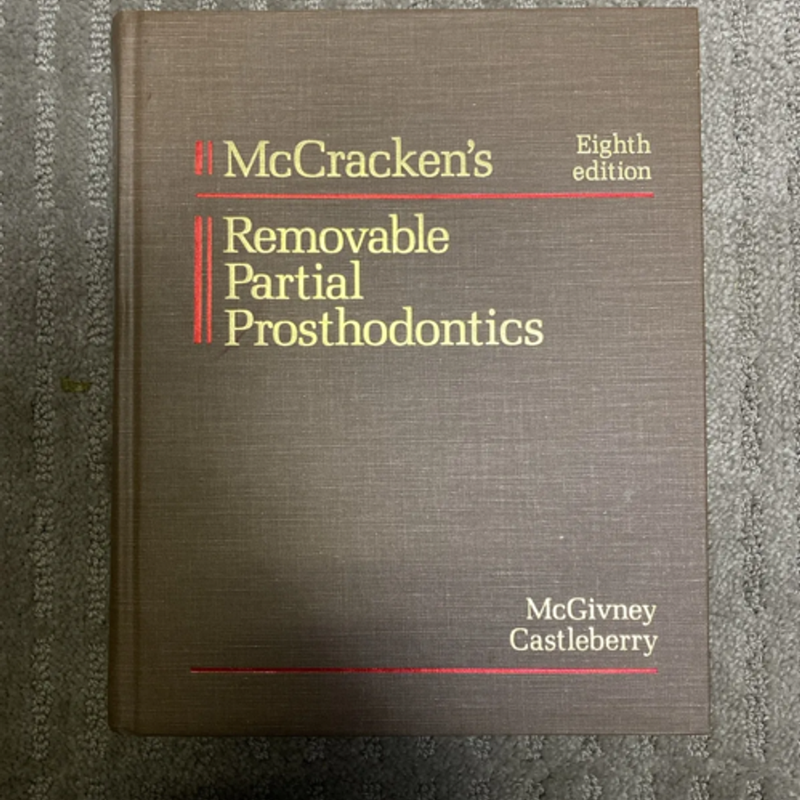 McCracken's
Eighth
edition
Removable
Partial
Prosthodontics
McGivney
Castleberry